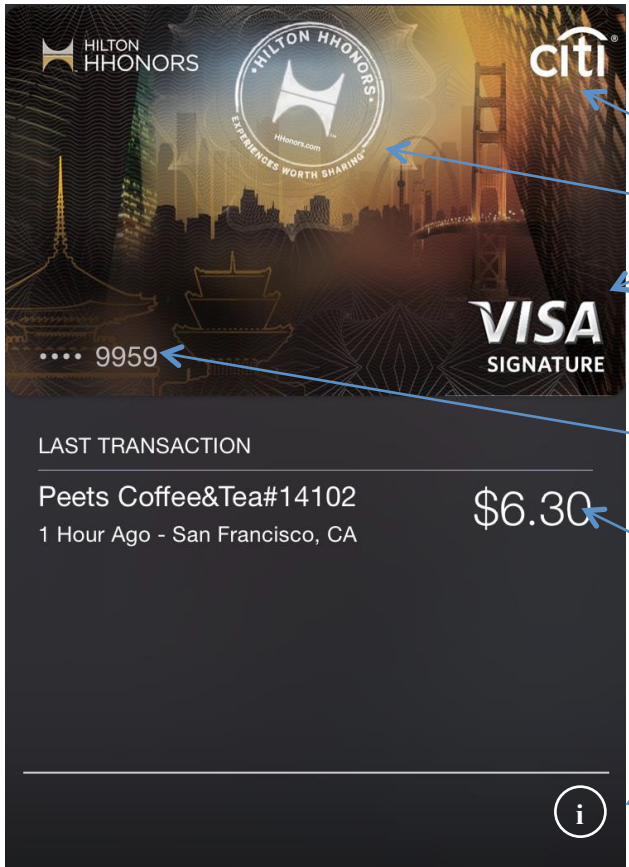 HILTON
HHONORS
·HILTON HHONORS·
HHonors.com
EXPERIENCES WORTH SHARING™
citi®
•••• 9959
VISA
SIGNATURE
LAST TRANSACTION
Peets Coffee&Tea#14102
$6.30
1 Hour Ago - San Francisco, CA
i